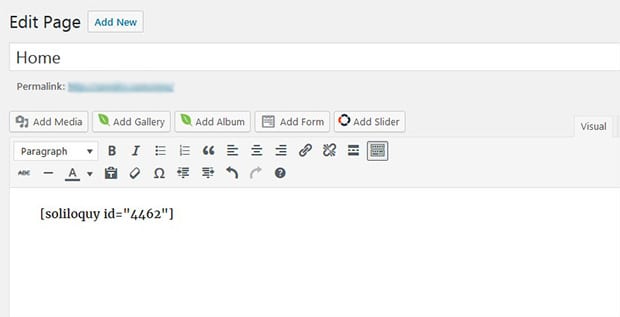 Edit Page Add New
Home
Permalink:
Add Media Add Gallery Add Album Add Form Add Slider
Visual
Paragraph B I
ABC A Ω ?
[soliloquy id="4462"]